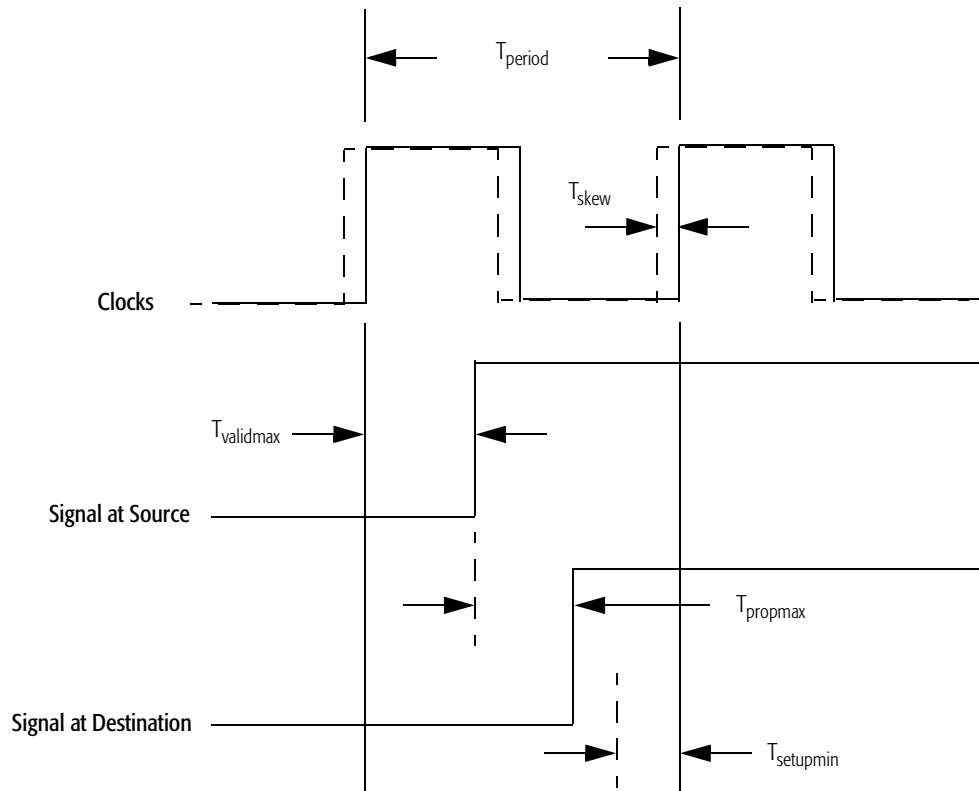 Tperiod
Tskew
Clocks
Tvalidmax
Signal at Source
Tpropmax
Signal at Destination
Tsetupmin